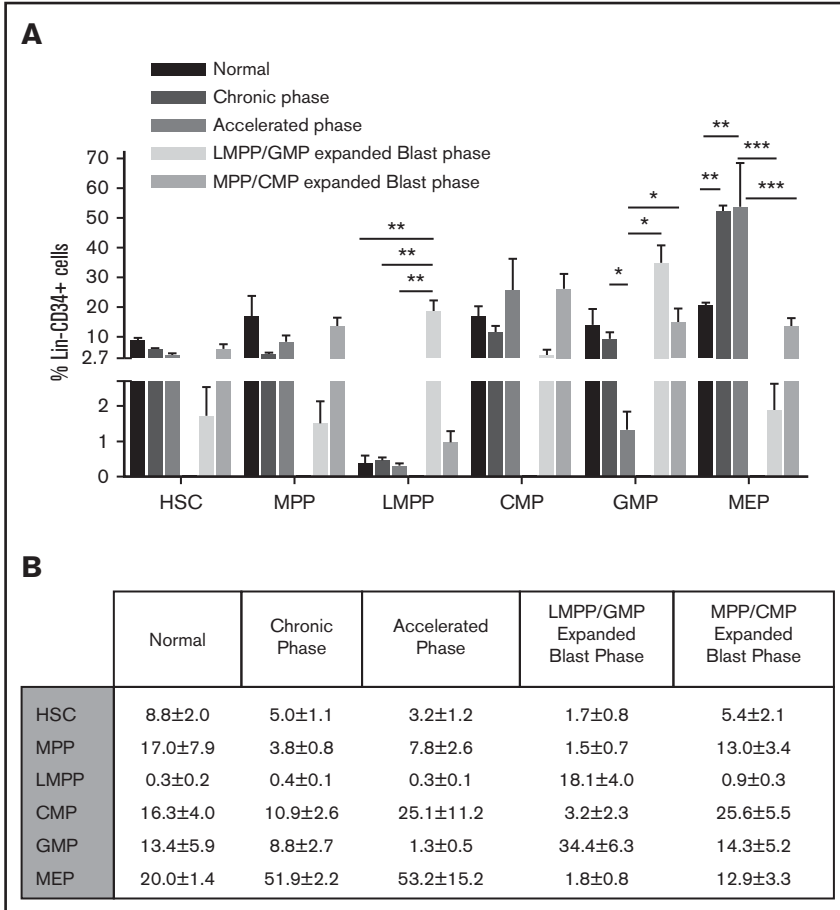 A
Normal
Chronic phase
Accelerated phase
LMPP/GMP expanded Blast phase
MPP/CMP expanded Blast phase
% Lin-CD34+ cells
70
60
50
40
30
20
10
2.7
2
1
0
** ** **
* * *
** ** *** ***
HSC MPP LMPP CMP GMP MEP
B
Normal Chronic Phase Accelerated Phase LMPP/GMP Expanded Blast Phase MPP/CMP Expanded Blast Phase
HSC 8.8±2.0 5.0±1.1 3.2±1.2 1.7±0.8 5.4±2.1
MPP 17.0±7.9 3.8±0.8 7.8±2.6 1.5±0.7 13.0±3.4
LMPP 0.3±0.2 0.4±0.1 0.3±0.1 18.1±4.0 0.9±0.3
CMP 16.3±4.0 10.9±2.6 25.1±11.2 3.2±2.3 25.6±5.5
GMP 13.4±5.9 8.8±2.7 1.3±0.5 34.4±6.3 14.3±5.2
MEP 20.0±1.4 51.9±2.2 53.2±15.2 1.8±0.8 12.9±3.3